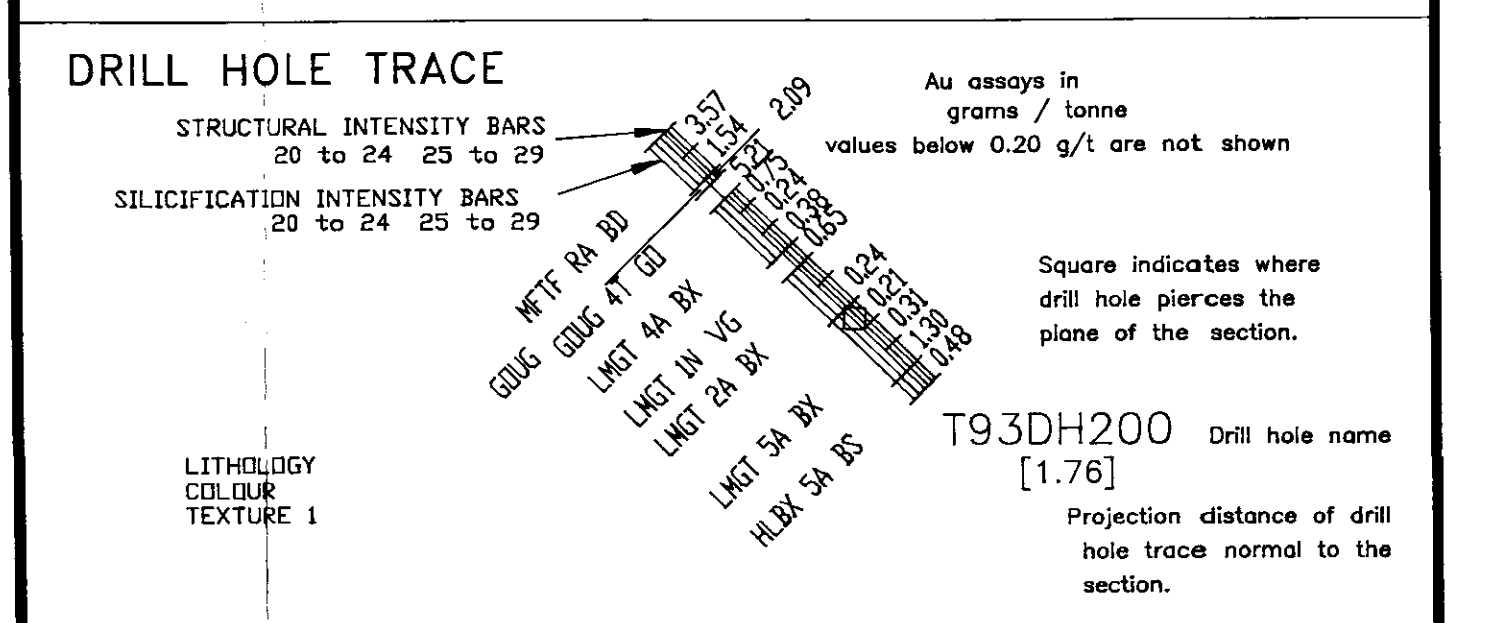 DRILL HOLE TRACE
STRUCTURAL INTENSITY BARS
20 to 24 25 to 29
SILICIFICATION INTENSITY BARS
20 to 24 25 to 29
3.57
1.54
2.09
5.21
0.75
0.24
0.38
0.65
0.24
0.21
0.31
1.30
0.48
MFTF RA BD
GOUG GOUG 4T GO
LMGT 4A BX
LMGT 1N VG
LMGT 2A BX
LMGT 5A BX
HLBX 5A BS
Au assays in
grams / tonne
values below 0.20 g/t are not shown
Square indicates where
drill hole pierces the
plane of the section.
T93DH200 Drill hole name
[1.76]
Projection distance of drill
hole trace normal to the
section.
LITHOLOGY
COLOUR
TEXTURE 1